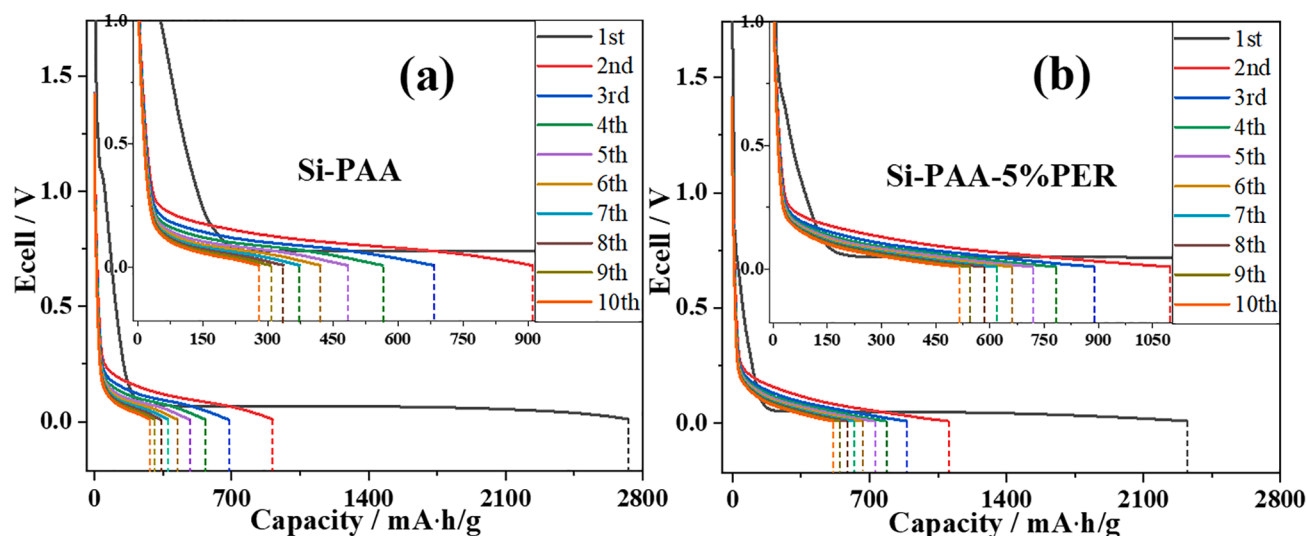 (a)
Si-PAA
1.0
0.5
0.0
0 150 300 450 600 750 900
1st
2nd
3rd
4th
5th
6th
7th
8th
9th
10th
1.5
1.0
0.5
0.0
Ecell / V
0 700 1400 2100 2800
Capacity / mA·h/g
(b)
Si-PAA-5%PER
1.0
0.5
0.0
0 150 300 450 600 750 900 1050
1st
2nd
3rd
4th
5th
6th
7th
8th
9th
10th
1.5
1.0
0.5
0.0
Ecell / V
0 700 1400 2100 2800
Capacity / mA·h/g